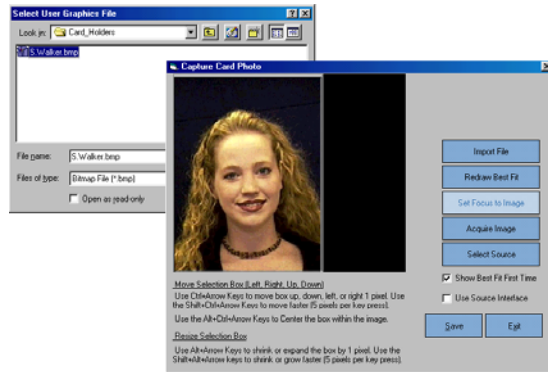 Select User Graphics File
Look in: Card_Holders
S.Walker.bmp
File name: S.Walker.bmp
Files of type: Bitmap File (*.bmp)
Open as read-only
Capture Card Photo
Import File
Redraw Best Fit
Set Focus to Image
Acquire Image
Select Source
Show Best Fit First Time
Use Source Interface
Save Exit
Move Selection Box (Left, Right, Up, Down)
Use Ctrl+Arrow Keys to move box up, down, left, or right 1 pixel. Use
the Shift+Ctrl+Arrow Keys to move faster (5 pixels per key press).
Use the Alt+Ctrl+Arrow Keys to Center the box within the image.
Resize Selection Box
Use Alt+Arrow Keys to shrink or expand the box by 1 pixel. Use the
Shift+Alt+Arrow keys to shrink or grow faster (5 pixels per key press).